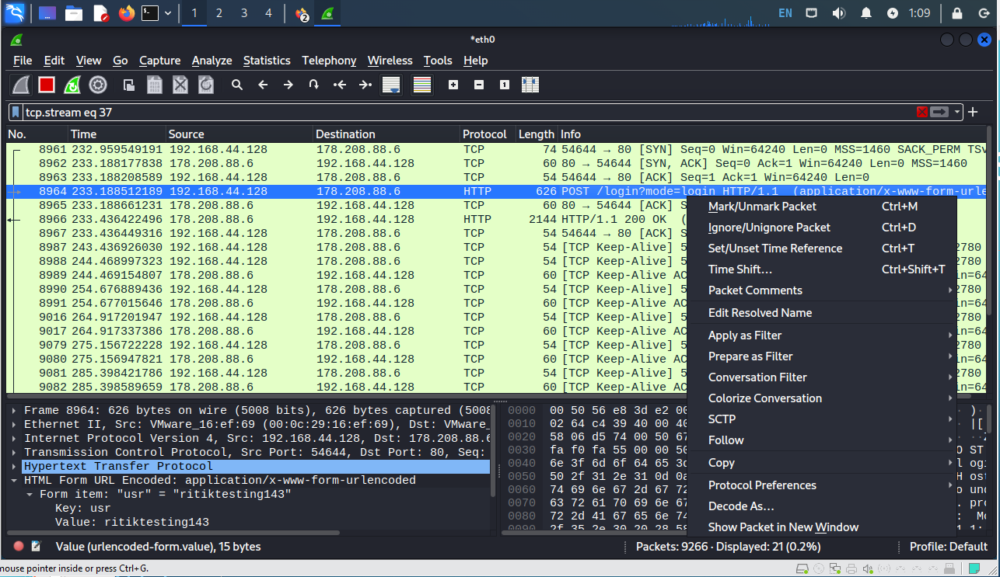 1 2 3 4 2 EN 1:09
*eth0
File Edit View Go Capture Analyze Statistics Telephony Wireless Tools Help
tcp.stream eq 37
No. Time Source Destination Protocol Length Info
8961 232.959549191 192.168.44.128 178.208.88.6 TCP 74 54644 → 80 [SYN] Seq=0 Win=64240 Len=0 MSS=1460 SACK_PERM TSv
8962 233.188177838 178.208.88.6 192.168.44.128 TCP 60 80 → 54644 [SYN, ACK] Seq=0 Ack=1 Win=64240 Len=0 MSS=1460
8963 233.188208589 192.168.44.128 178.208.88.6 TCP 54 54644 → 80 [ACK] Seq=1 Ack=1 Win=64240 Len=0
8964 233.188512189 192.168.44.128 178.208.88.6 HTTP 626 POST /login?mode=login HTTP/1.1 (application/x-www-form-urle
8965 233.188661231 178.208.88.6 192.168.44.128 TCP 60 80 → 54644 [ACK] S
8966 233.436422496 178.208.88.6 192.168.44.128 HTTP 2144 HTTP/1.1 200 OK (
8967 233.436449316 192.168.44.128 178.208.88.6 TCP 54 54644 → 80 [ACK] S
8987 243.436926030 192.168.44.128 178.208.88.6 TCP 54 [TCP Keep-Alive] 5 2780
8988 244.468997323 192.168.44.128 178.208.88.6 TCP 54 [TCP Keep-Alive] 5 2780
8989 244.469154807 178.208.88.6 192.168.44.128 TCP 60 [TCP Keep-Alive AC in=64
8990 254.676889436 192.168.44.128 178.208.88.6 TCP 54 [TCP Keep-Alive] 5 2780
8991 254.677015646 178.208.88.6 192.168.44.128 TCP 60 [TCP Keep-Alive AC in=64
9016 264.917201947 192.168.44.128 178.208.88.6 TCP 54 [TCP Keep-Alive] 5 2780
9017 264.917337386 178.208.88.6 192.168.44.128 TCP 60 [TCP Keep-Alive AC in=64
9079 275.156722228 192.168.44.128 178.208.88.6 TCP 54 [TCP Keep-Alive] 5 2780
9080 275.156947821 178.208.88.6 192.168.44.128 TCP 60 [TCP Keep-Alive AC in=64
9081 285.398421786 192.168.44.128 178.208.88.6 TCP 54 [TCP Keep-Alive] 5 2780
9082 285.398589659 178.208.88.6 192.168.44.128 TCP 60 [TCP Keep-Alive AC in=64
Mark/Unmark Packet Ctrl+M
Ignore/Unignore Packet Ctrl+D
Set/Unset Time Reference Ctrl+T
Time Shift... Ctrl+Shift+T
Packet Comments
Edit Resolved Name
Apply as Filter
Prepare as Filter
Conversation Filter
Colorize Conversation
SCTP
Follow
Copy
Protocol Preferences
Decode As...
Show Packet in New Window
Frame 8964: 626 bytes on wire (5008 bits), 626 bytes captured (5008
Ethernet II, Src: VMware_16:ef:69 (00:0c:29:16:ef:69), Dst: VMware_
Internet Protocol Version 4, Src: 192.168.44.128, Dst: 178.208.88.6
Transmission Control Protocol, Src Port: 54644, Dst Port: 80, Seq:
Hypertext Transfer Protocol
HTML Form URL Encoded: application/x-www-form-urlencoded
Form item: "usr" = "ritiktesting143"
Key: usr
Value: ritiktesting143
0000 00 50 56 e8 3d e2 00 ) ·
0010 02 64 c4 39 40 00 40 |[
0020 58 06 d5 74 00 50 67
0030 fa f0 fa 55 00 00 50 O ST
0040 6e 3f 6d 6f 64 65 3d l ogi
0050 50 2f 31 2e 31 0d 0a H ost
0060 74 69 6e 67 2d 67 72 o und
0070 63 72 61 70 69 6e 67 . pro
0080 72 2d 41 67 65 6e 74 : Mo
0090 2f 35 2e 30 20 28 58 1 1:
Value (urlencoded-form.value), 15 bytes
Packets: 9266 · Displayed: 21 (0.2%)
Profile: Default
mouse pointer inside or press Ctrl+G.